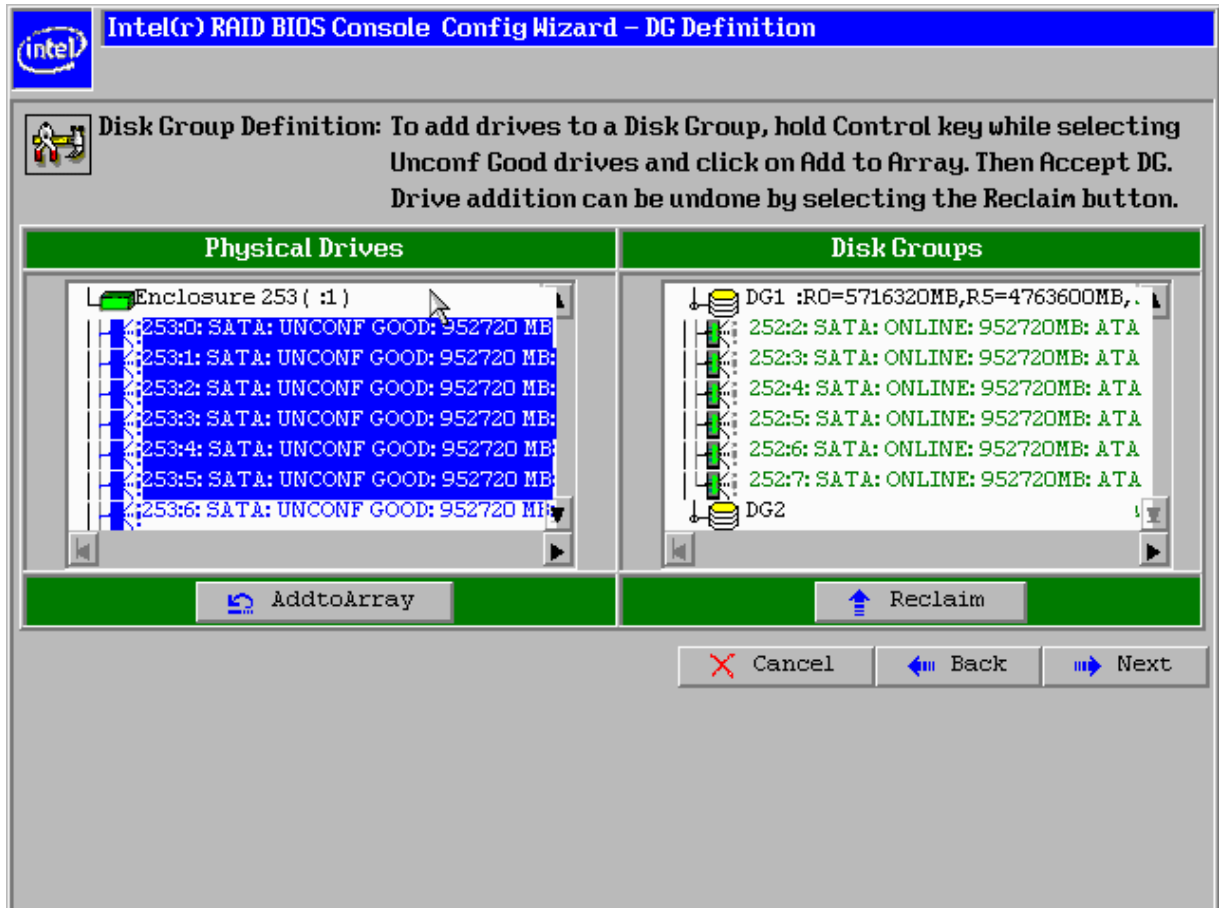 intel
Intel(r) RAID BIOS Console Config Wizard – DG Definition
Disk Group Definition: To add drives to a Disk Group, hold Control key while selecting
Unconf Good drives and click on Add to Array. Then Accept DG.
Drive addition can be undone by selecting the Reclaim button.
Physical Drives
Enclosure 253 ( :1 )
253:0: SATA: UNCONF GOOD: 952720 MB
253:1: SATA: UNCONF GOOD: 952720 MB:
253:2: SATA: UNCONF GOOD: 952720 MB:
253:3: SATA: UNCONF GOOD: 952720 MB:
253:4: SATA: UNCONF GOOD: 952720 MB:
253:5: SATA: UNCONF GOOD: 952720 MB:
253:6: SATA: UNCONF GOOD: 952720 MB
AddtoArray
Disk Groups
DG1 :R0=5716320MB,R5=4763600MB,.
252:2: SATA: ONLINE: 952720MB: ATA
252:3: SATA: ONLINE: 952720MB: ATA
252:4: SATA: ONLINE: 952720MB: ATA
252:5: SATA: ONLINE: 952720MB: ATA
252:6: SATA: ONLINE: 952720MB: ATA
252:7: SATA: ONLINE: 952720MB: ATA
DG2
Reclaim
Cancel
Back
Next